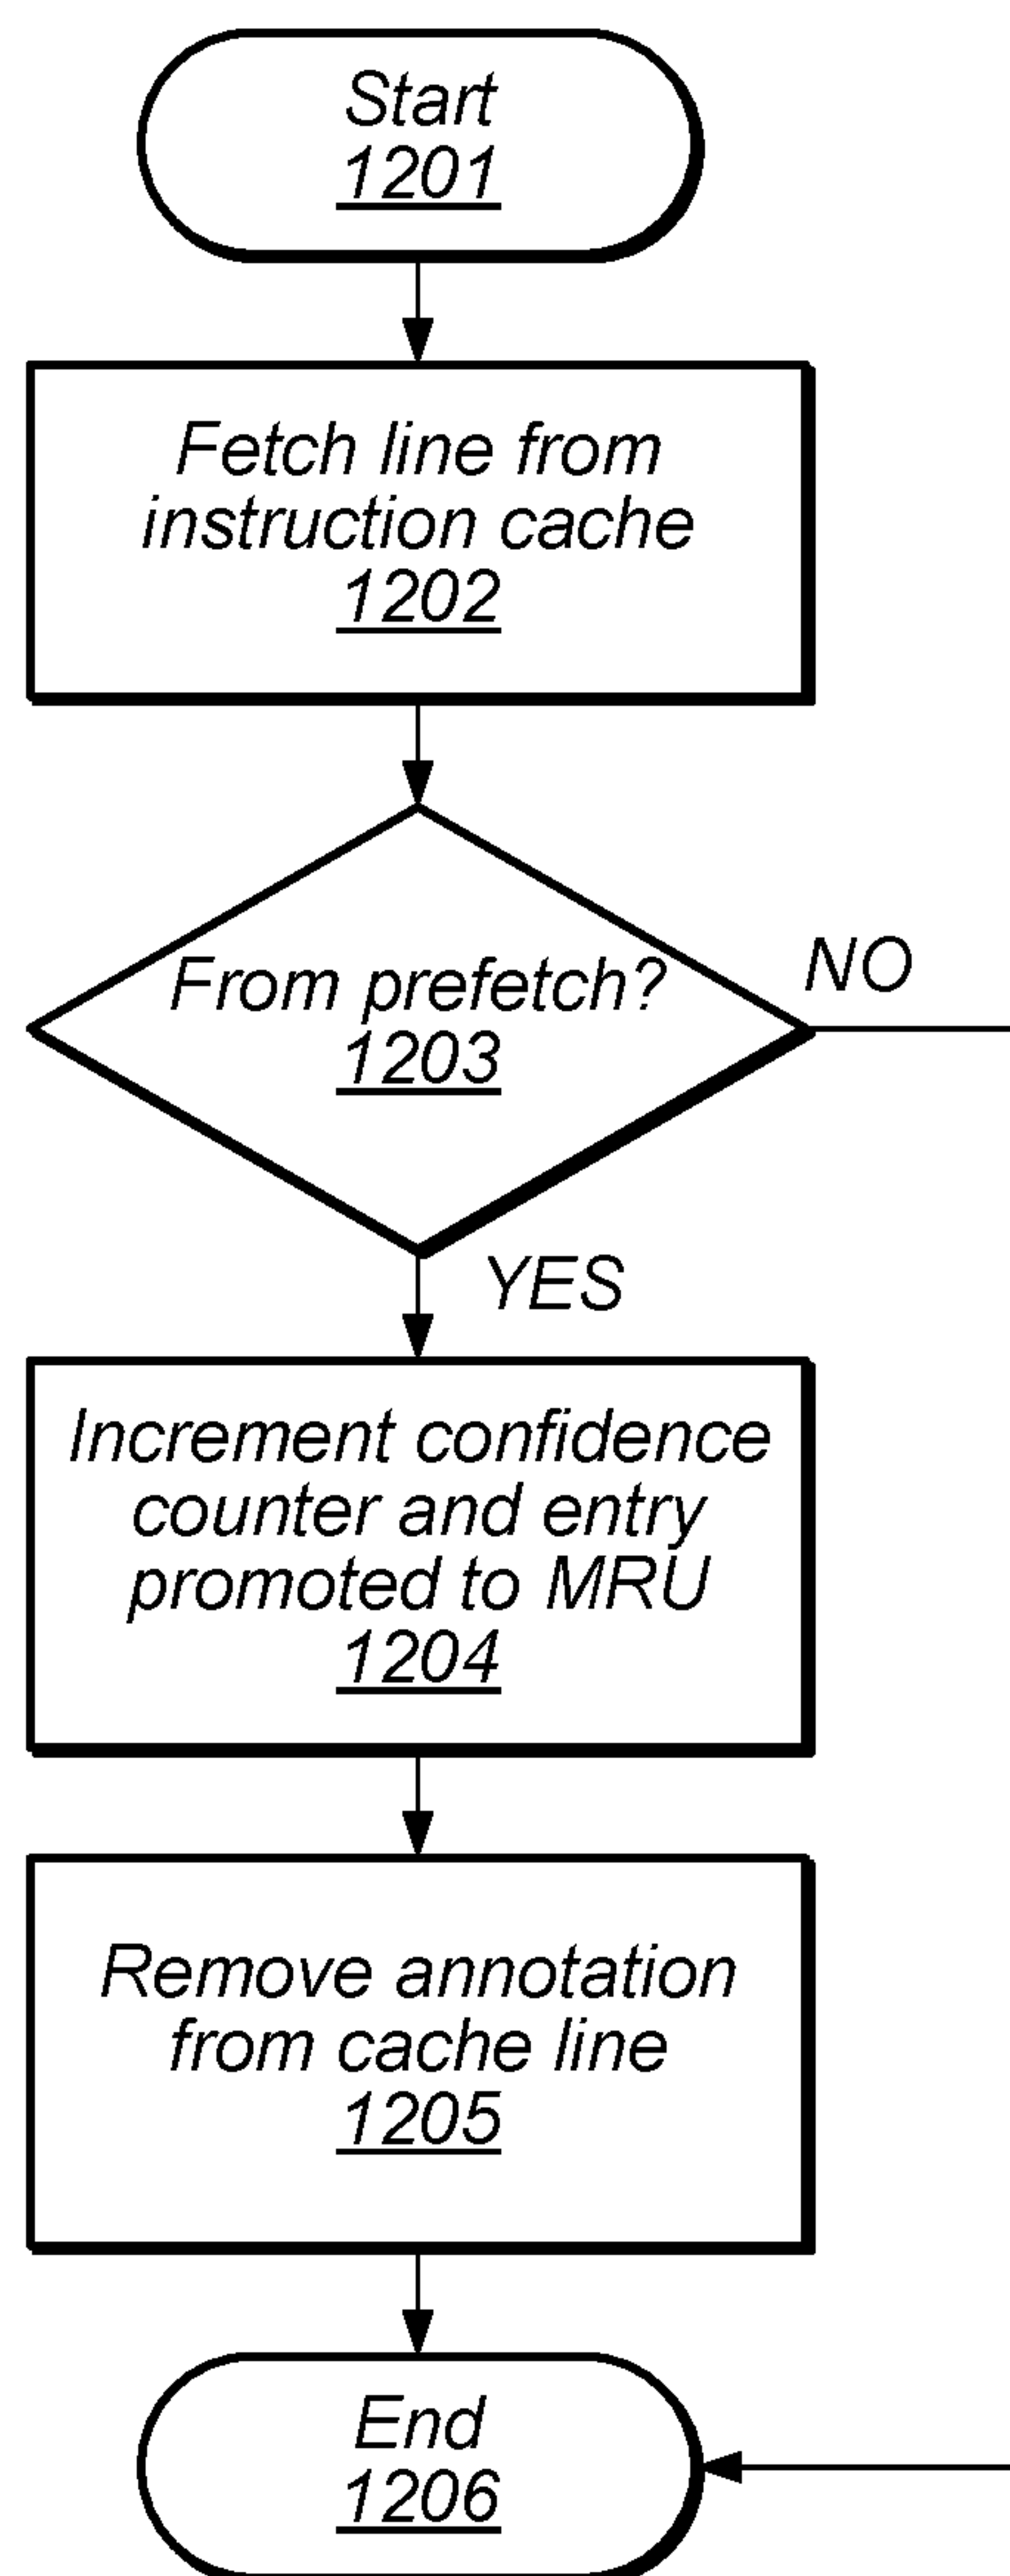 Start
1201
Fetch line from
instruction cache
1202
From prefetch?
1203
NO
YES
Increment confidence
counter and entry
promoted to MRU
1204
Remove annotation
from cache line
1205
End
1206